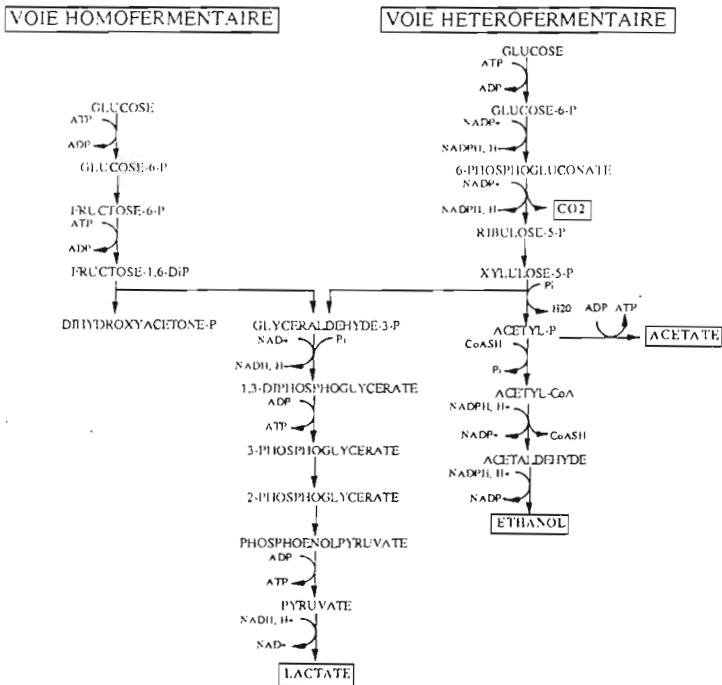 VOIE HOMOFERMENTAIRE
GLUCOSE
ATP
ADP
GLUCOSE-6-P
FRUCTOSE-6-P
ATP
ADP
FRUCTOSE-1,6-DiP
DIHYDROXYACETONE-P
GLYCERALDEHYDE-3-P
NAD+
Pi
NADH, H+
1,3-DIPHOSPHOGLYCERATE
ADP
ATP
3-PHOSPHOGLYCERATE
2-PHOSPHOGLYCERATE
PHOSPHOENOLPYRUVATE
ADP
ATP
PYRUVATE
NADH, H+
NAD+
LACTATE
VOIE HETEROFERMENTAIRE
GLUCOSE
ATP
ADP
GLUCOSE-6-P
NADP+
NADPH, H+
6-PHOSPHOGLUCONATE
NADP+
NADPH, H+
CO2
RIBULOSE-5-P
XYLULOSE-5-P
Pi
H20
ACETYL-P
ADP ATP
ACETATE
CoASH
Pi
ACETYL-CoA
NADPH, H+
NADP+
CoASH
ACETALDEHYDE
NADPH, H+
NADP+
ETHANOL